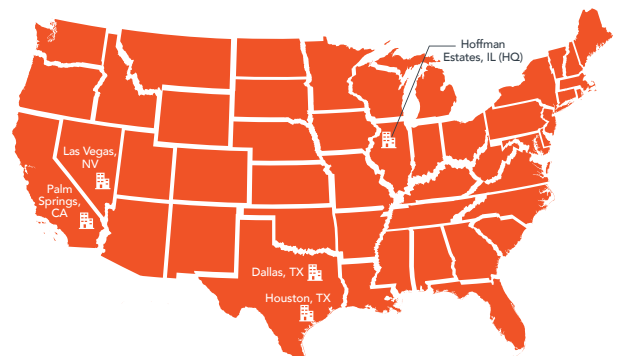 Hoffman
Estates, IL (HQ)
Las Vegas,
NV
Palm
Springs,
CA
Dallas, TX
Houston, TX